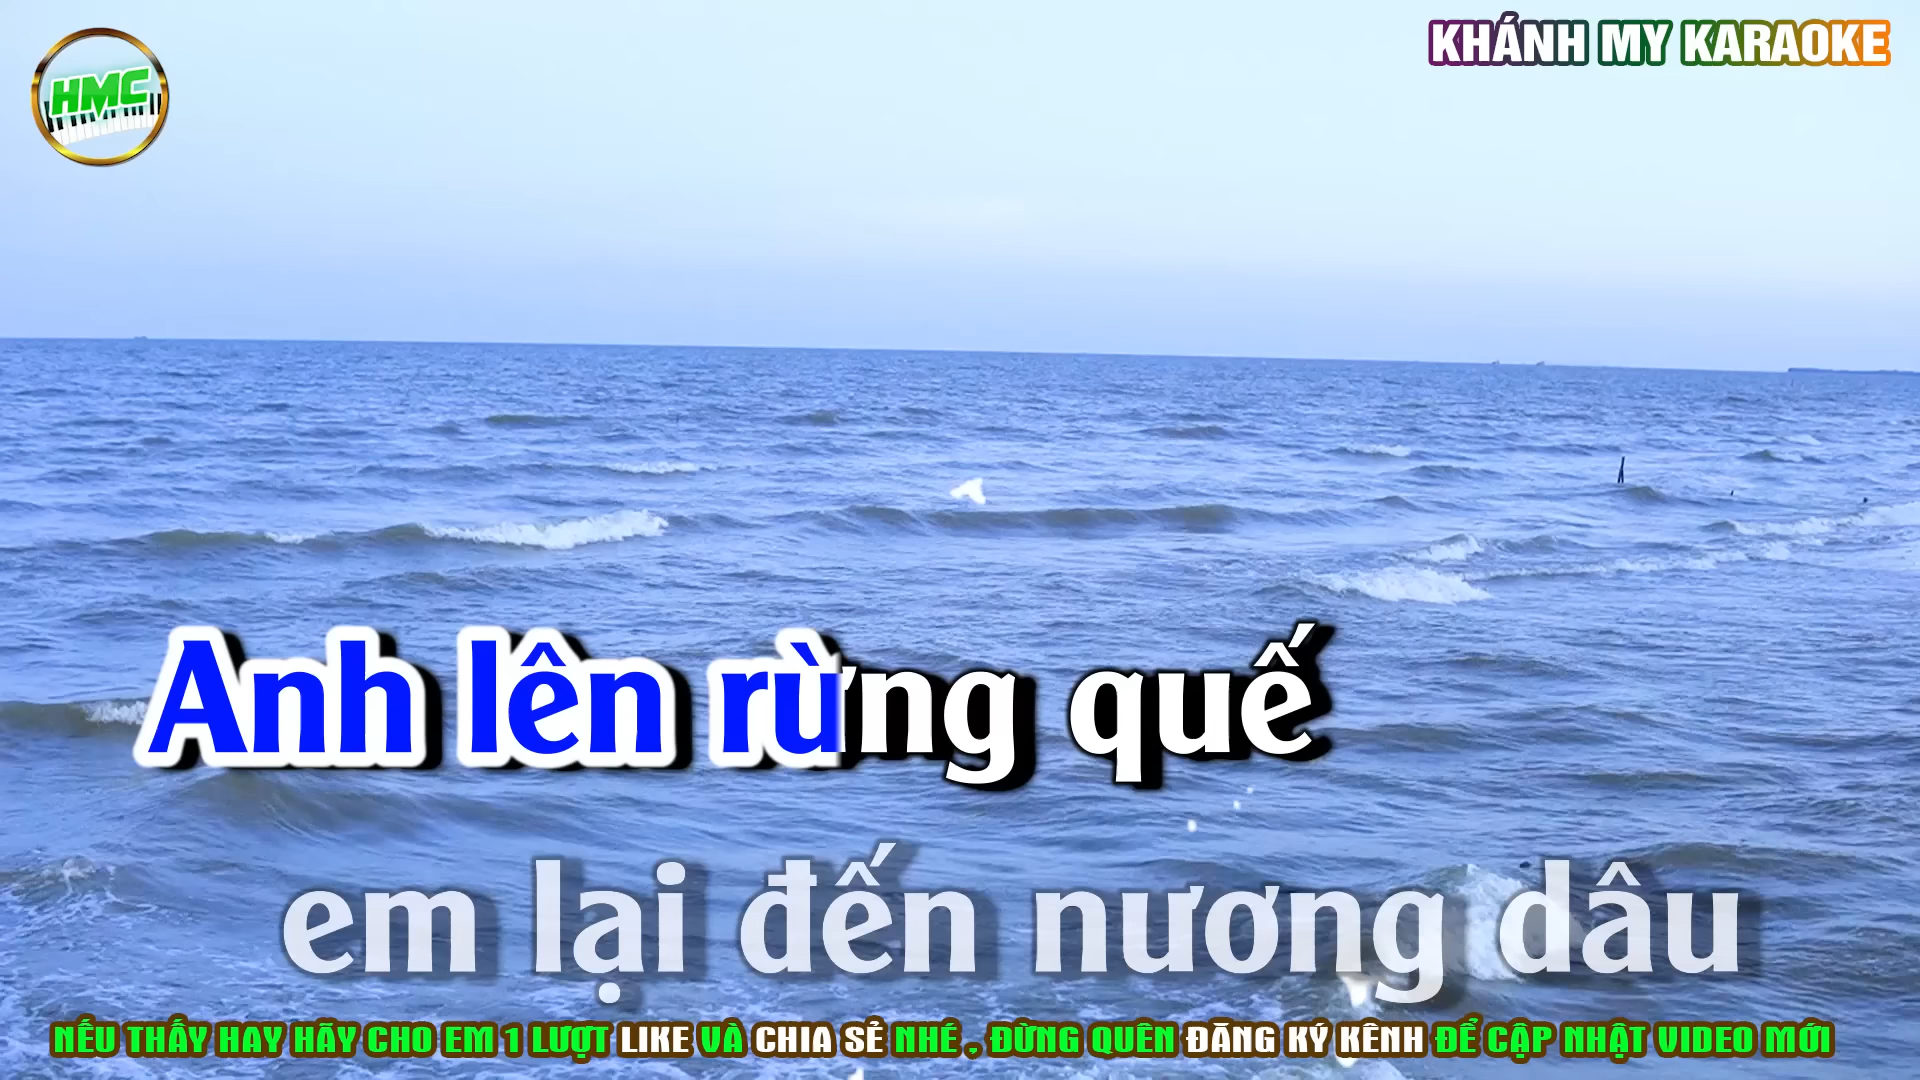 KHÁNH MY KARAOKE
HMC
Anh lên rừng quế
em lại đến nương dâu
NẾU THẤY HAY HÃY CHO EM 1 LƯỢT LIKE VÀ CHIA SẺ NHÉ , ĐỪNG QUÊN ĐĂNG KÝ KÊNH ĐỂ CẬP NHẬT VIDEO MỚI